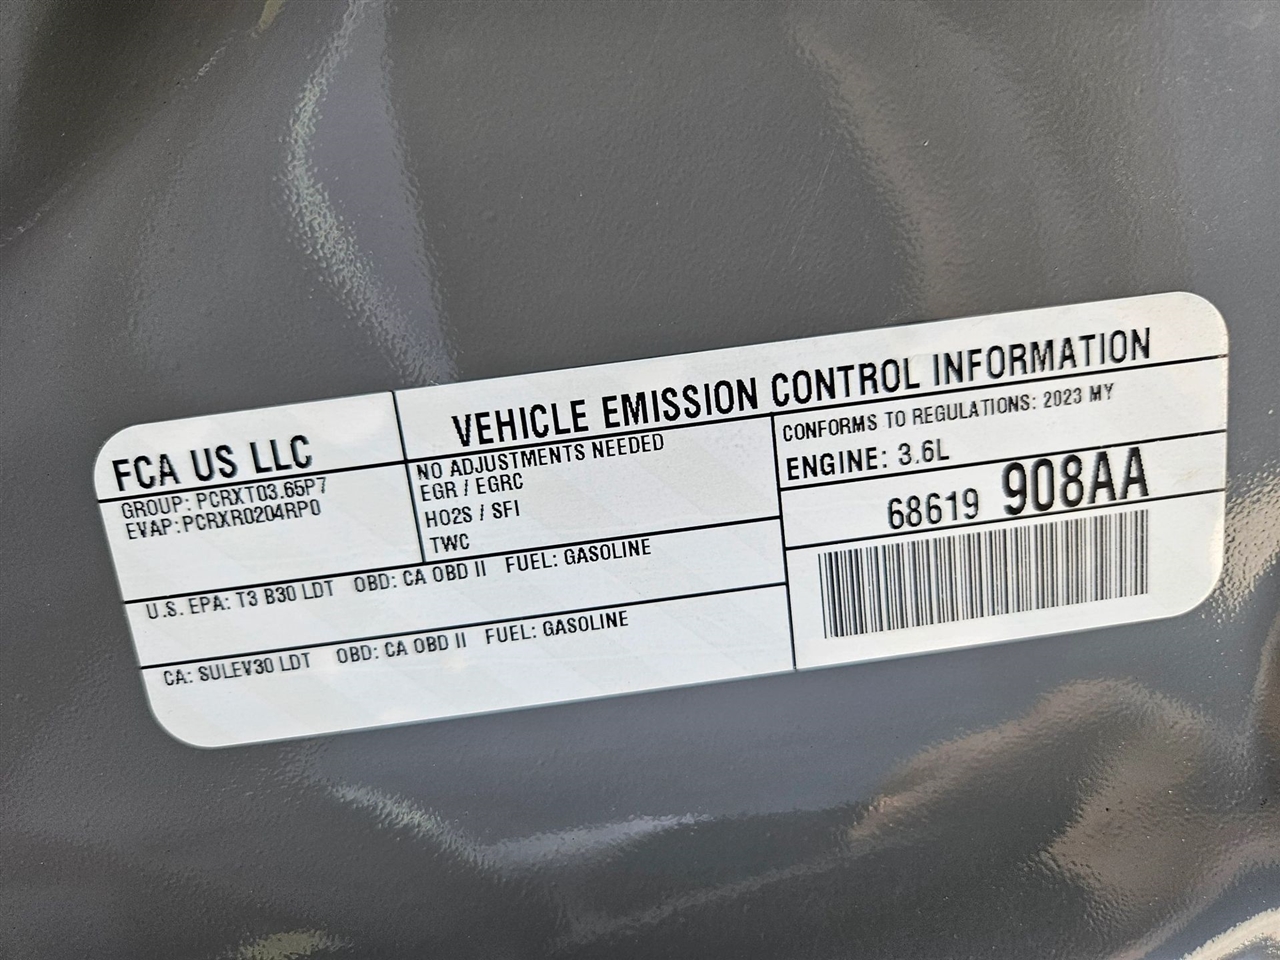 FCA US LLC
VEHICLE EMISSION CONTROL INFORMATION
GROUP: PCRXT03.65P7
EVAP:PCRXR0204RP0
NO ADJUSTMENTS NEEDED
EGR / EGRC
HO2S / SFI
TWC
CONFORMS TO REGULATIONS: 2023 MY
ENGINE: 3.6L
68619 908AA
U.S. EPA: T3 B30 LDT OBD: CA OBD II FUEL: GASOLINE
CA: SULEV30 LDT OBD: CA OBD II FUEL: GASOLINE